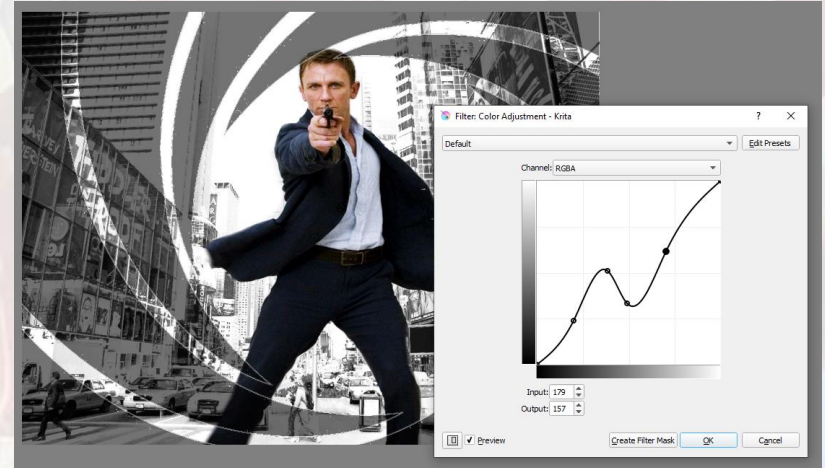 Filter: Color Adjustment - Krita
? X
Default
Edit Presets
Channel: RGBA
Input: 179
Output: 157
Preview
Create Filter Mask
OK
Cancel